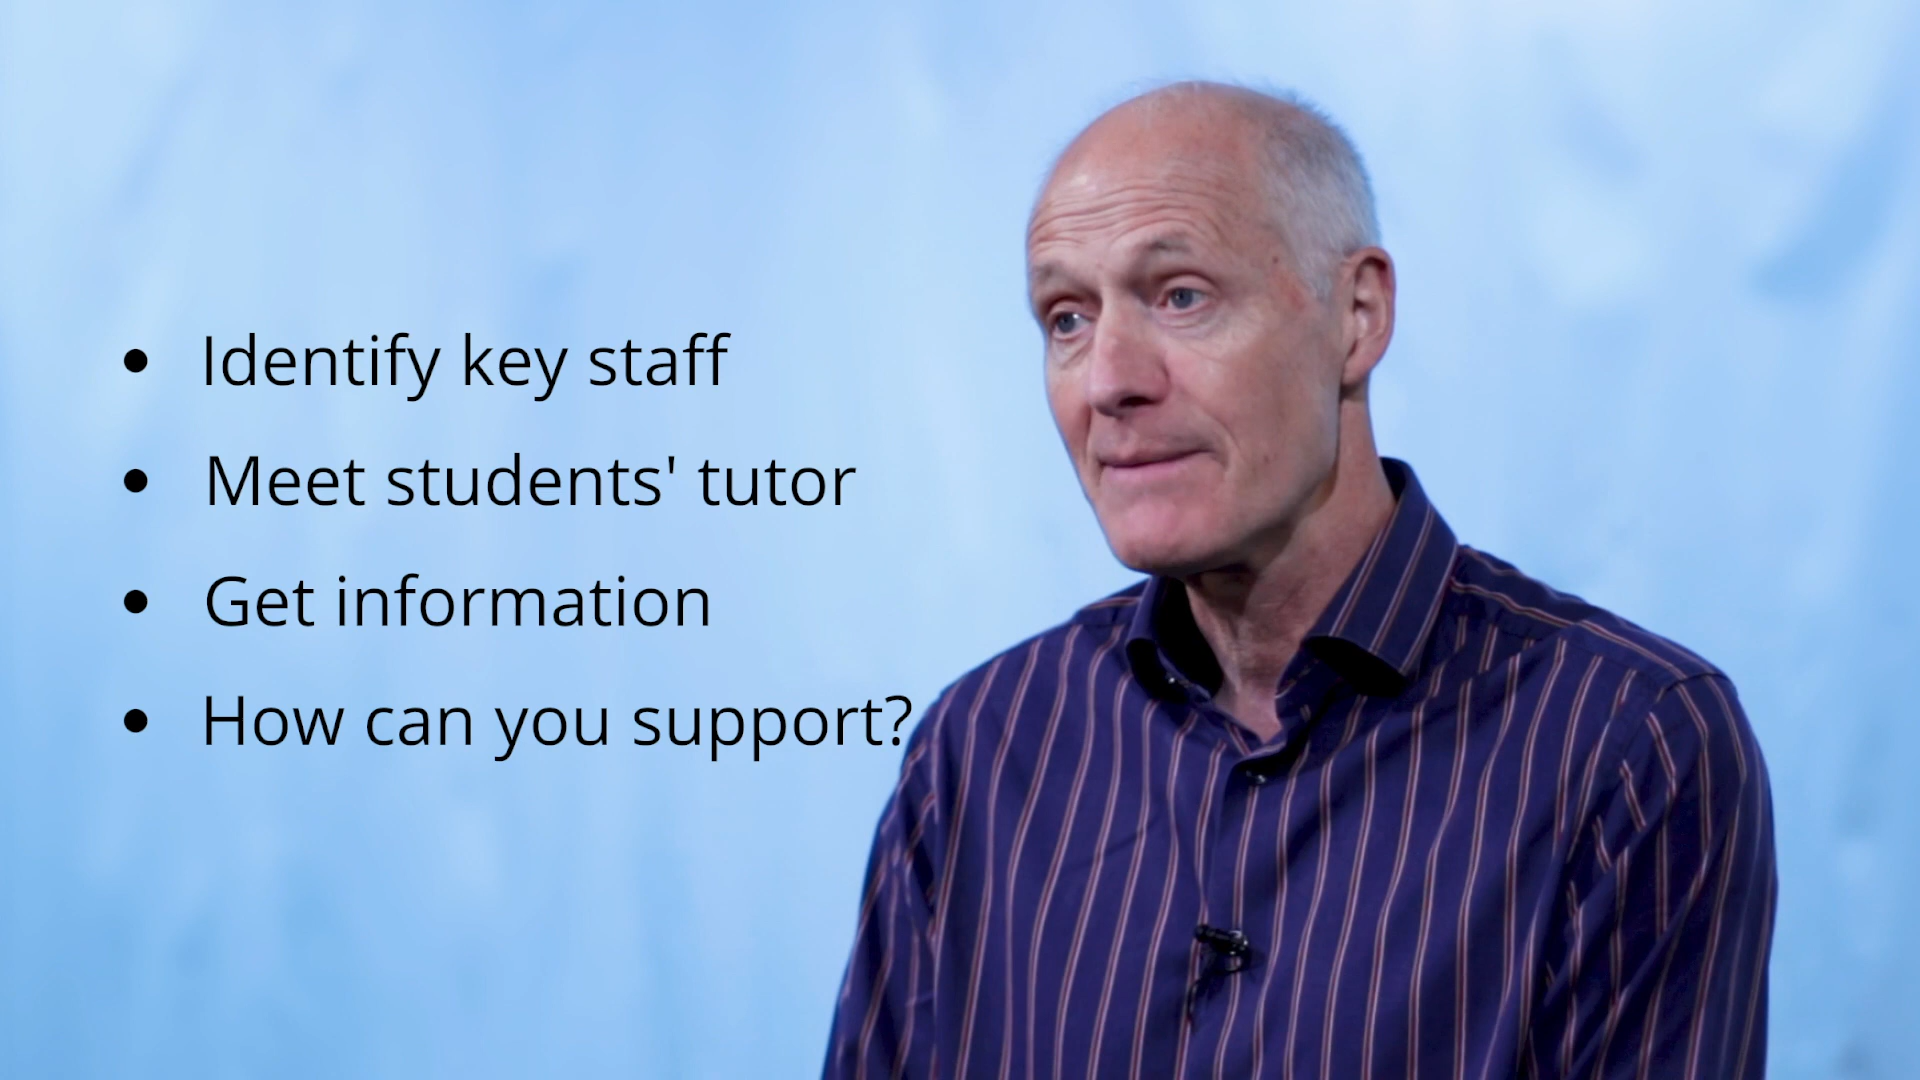 • Identify key staff
• Meet students' tutor
• Get information
• How can you support?